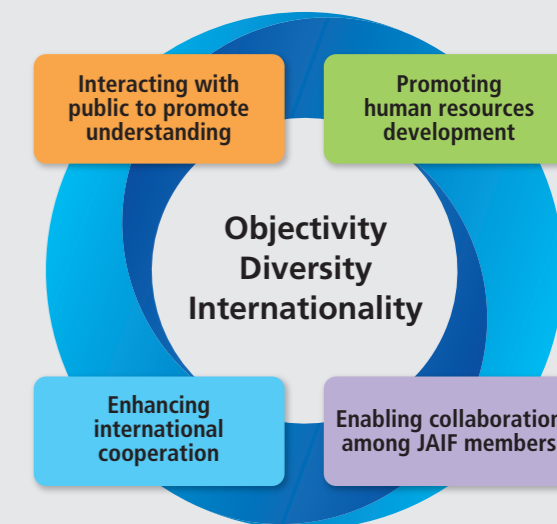 Interacting with
public to promote
understanding
Promoting
human resources
development
Objectivity
Diversity
Internationality
Enhancing
international
cooperation
Enabling collaboration
among JAIF members